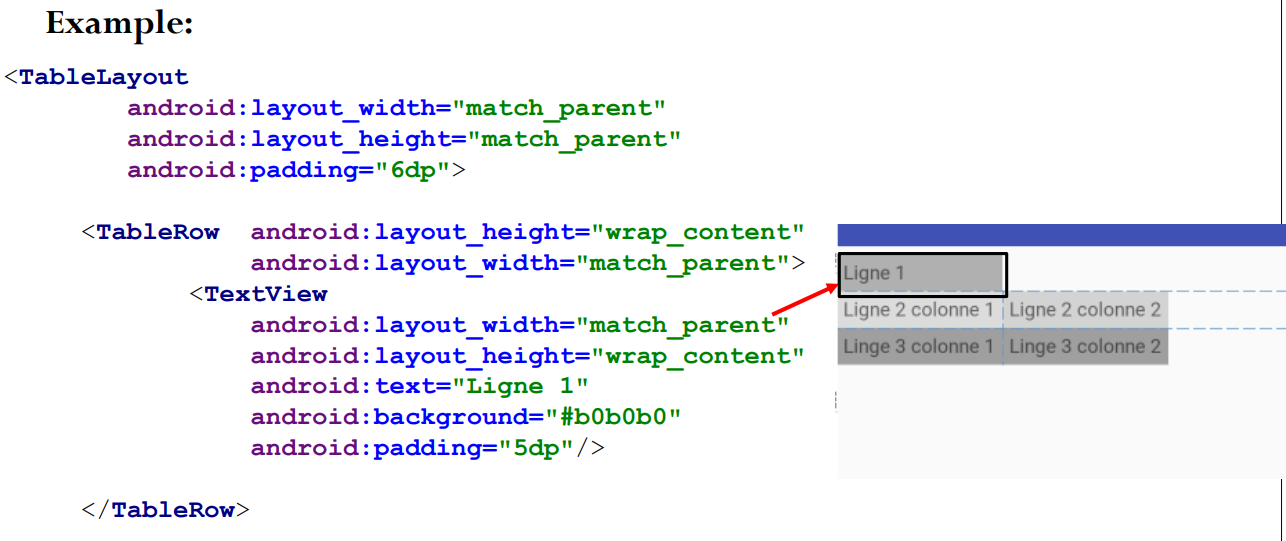 Example:
<TableLayout
android:layout_width="match_parent"
android:layout_height="match_parent"
android:padding="6dp">
<TableRow android:layout_height="wrap_content"
android:layout_width="match_parent">
<TextView
android:layout_width="match_parent"
android:layout_height="wrap_content"
android:text="Ligne 1"
android:background="#b0b0b0"
android:padding="5dp"/>
</TableRow>
Ligne 1
Ligne 2 colonne 1 Ligne 2 colonne 2
Linge 3 colonne 1 Linge 3 colonne 2